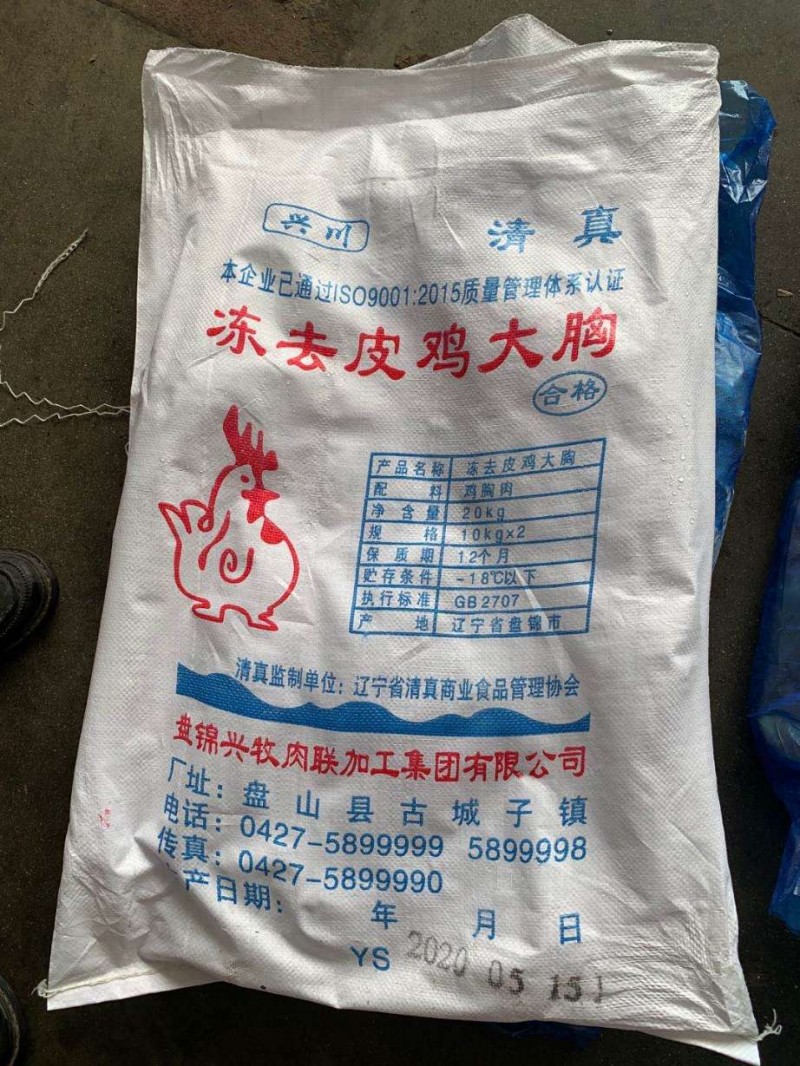 兴川 清真
本企业已通过ISO9001:2015质量管理体系认证
冻去皮鸡大胸
合格
产品名称 冻去皮鸡大胸
配料 鸡胸肉
净含量 20kg
规格 10kg×2
保质期 12个月
贮存条件 -18℃以下
执行标准 GB2707
产地 辽宁省盘锦市
清真监制单位：辽宁省清真商业食品管理协会
盘锦兴牧肉联加工集团有限公司
厂址：盘山县古城子镇
电话：0427-5899999 5899998
传真：0427-5899990
产日期： 年 月 日
YS 2020 05 15